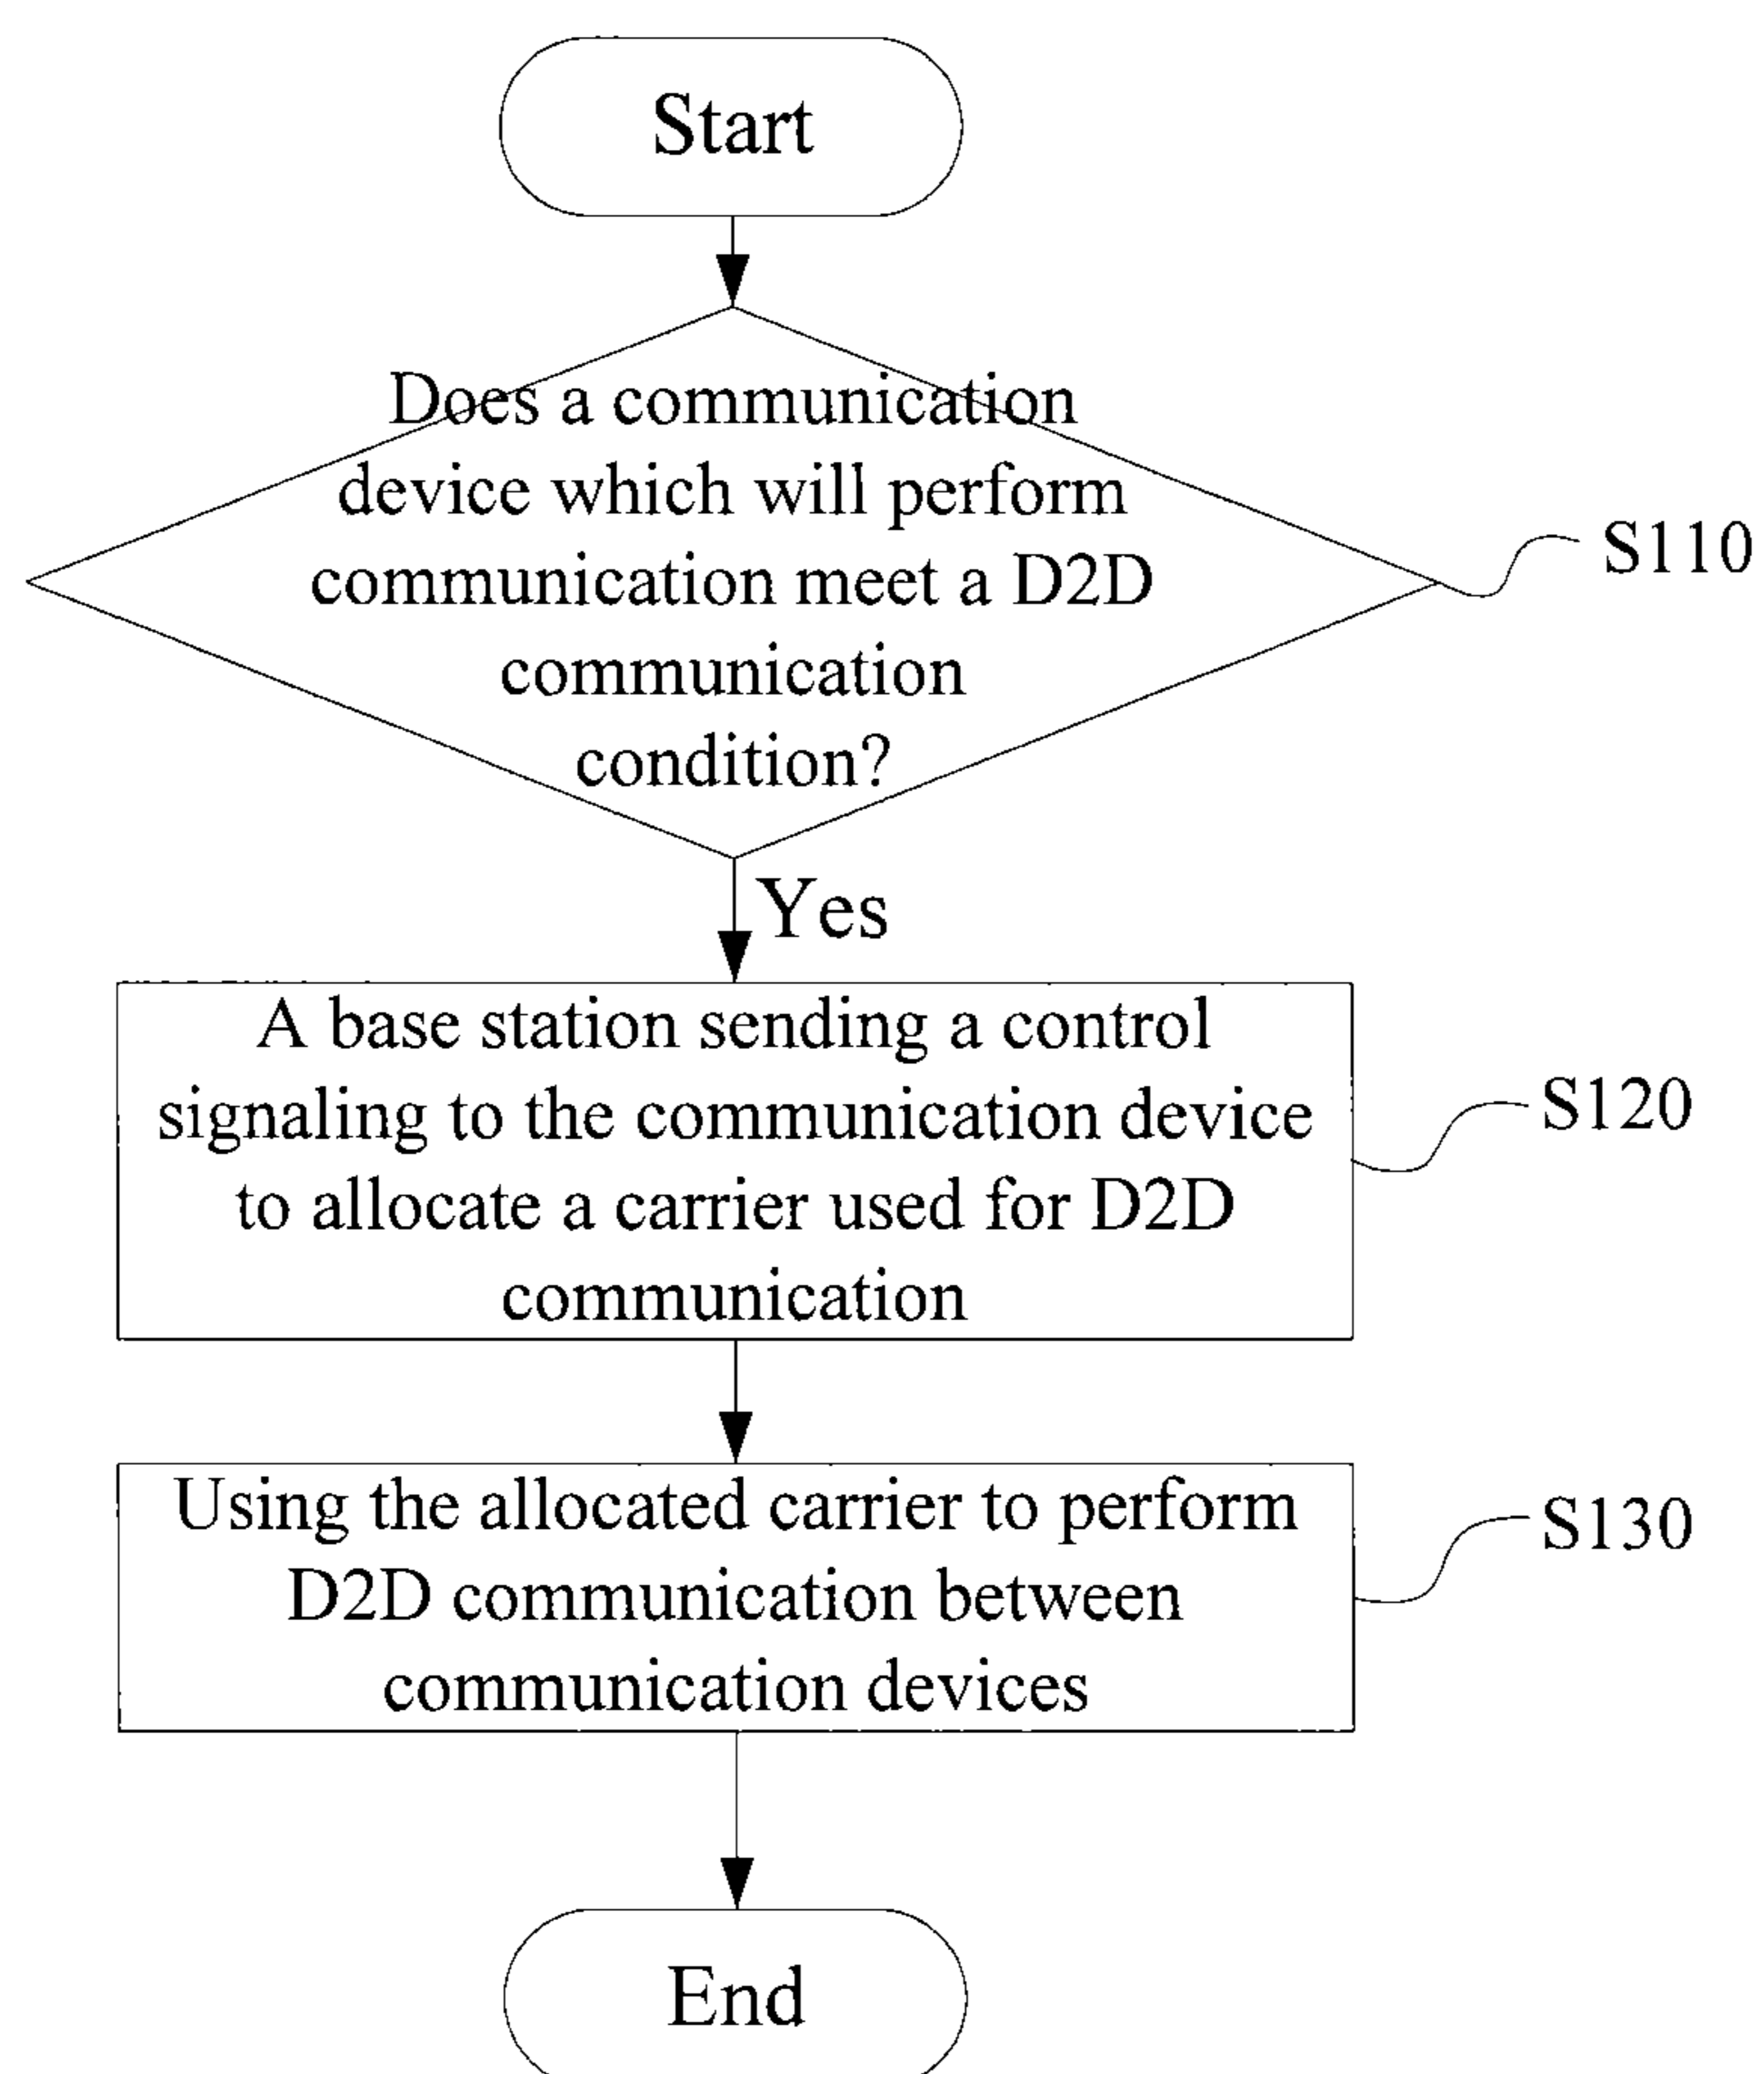 Start
Does a communication
device which will perform
communication meet a D2D
communication
condition?
S110
Yes
A base station sending a control
signaling to the communication device
to allocate a carrier used for D2D
communication
S120
Using the allocated carrier to perform
D2D communication between
communication devices
S130
End